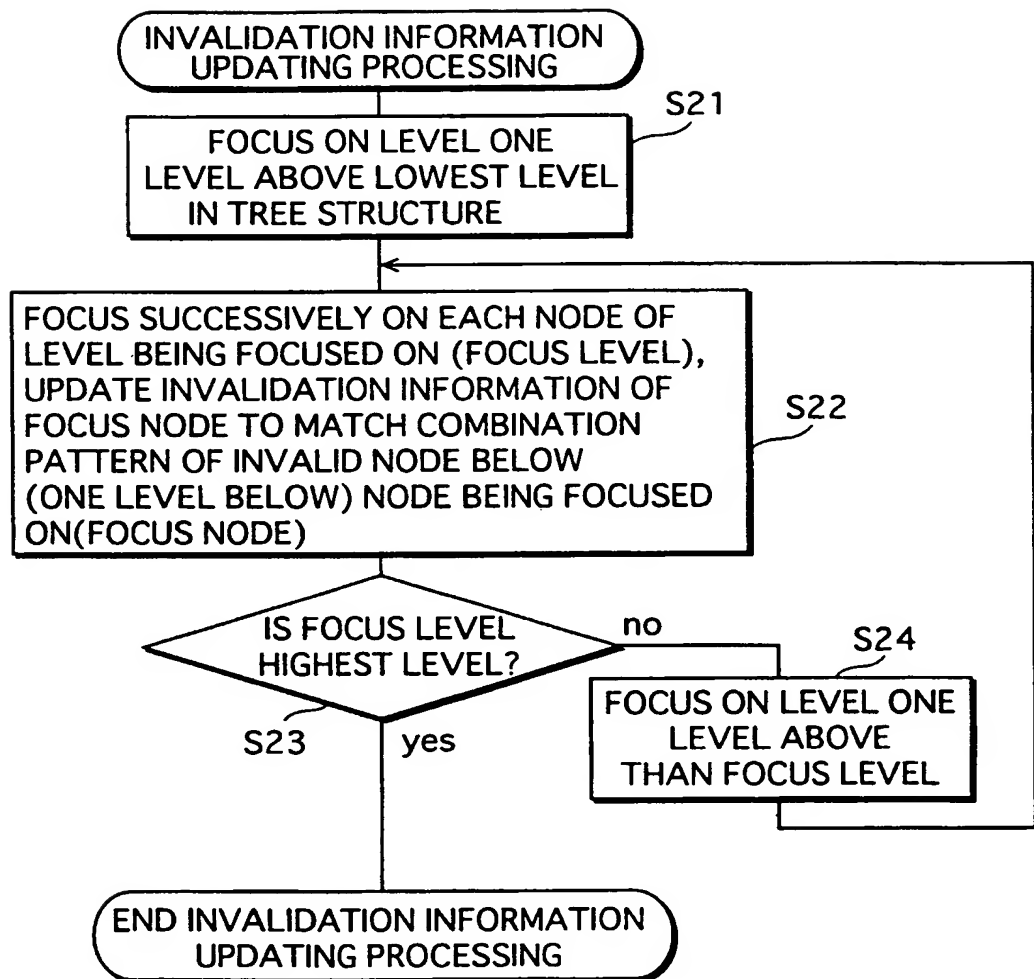 INVALIDATION INFORMATION
UPDATING PROCESSING
S21
FOCUS ON LEVEL ONE
LEVEL ABOVE LOWEST LEVEL
IN TREE STRUCTURE
FOCUS SUCCESSIVELY ON EACH NODE OF
LEVEL BEING FOCUSED ON (FOCUS LEVEL),
UPDATE INVALIDATION INFORMATION OF
FOCUS NODE TO MATCH COMBINATION
PATTERN OF INVALID NODE BELOW
(ONE LEVEL BELOW) NODE BEING FOCUSED
ON(FOCUS NODE)
S22
IS FOCUS LEVEL
HIGHEST LEVEL?
no
S23
yes
S24
FOCUS ON LEVEL ONE
LEVEL ABOVE
THAN FOCUS LEVEL
END INVALIDATION INFORMATION
UPDATING PROCESSING